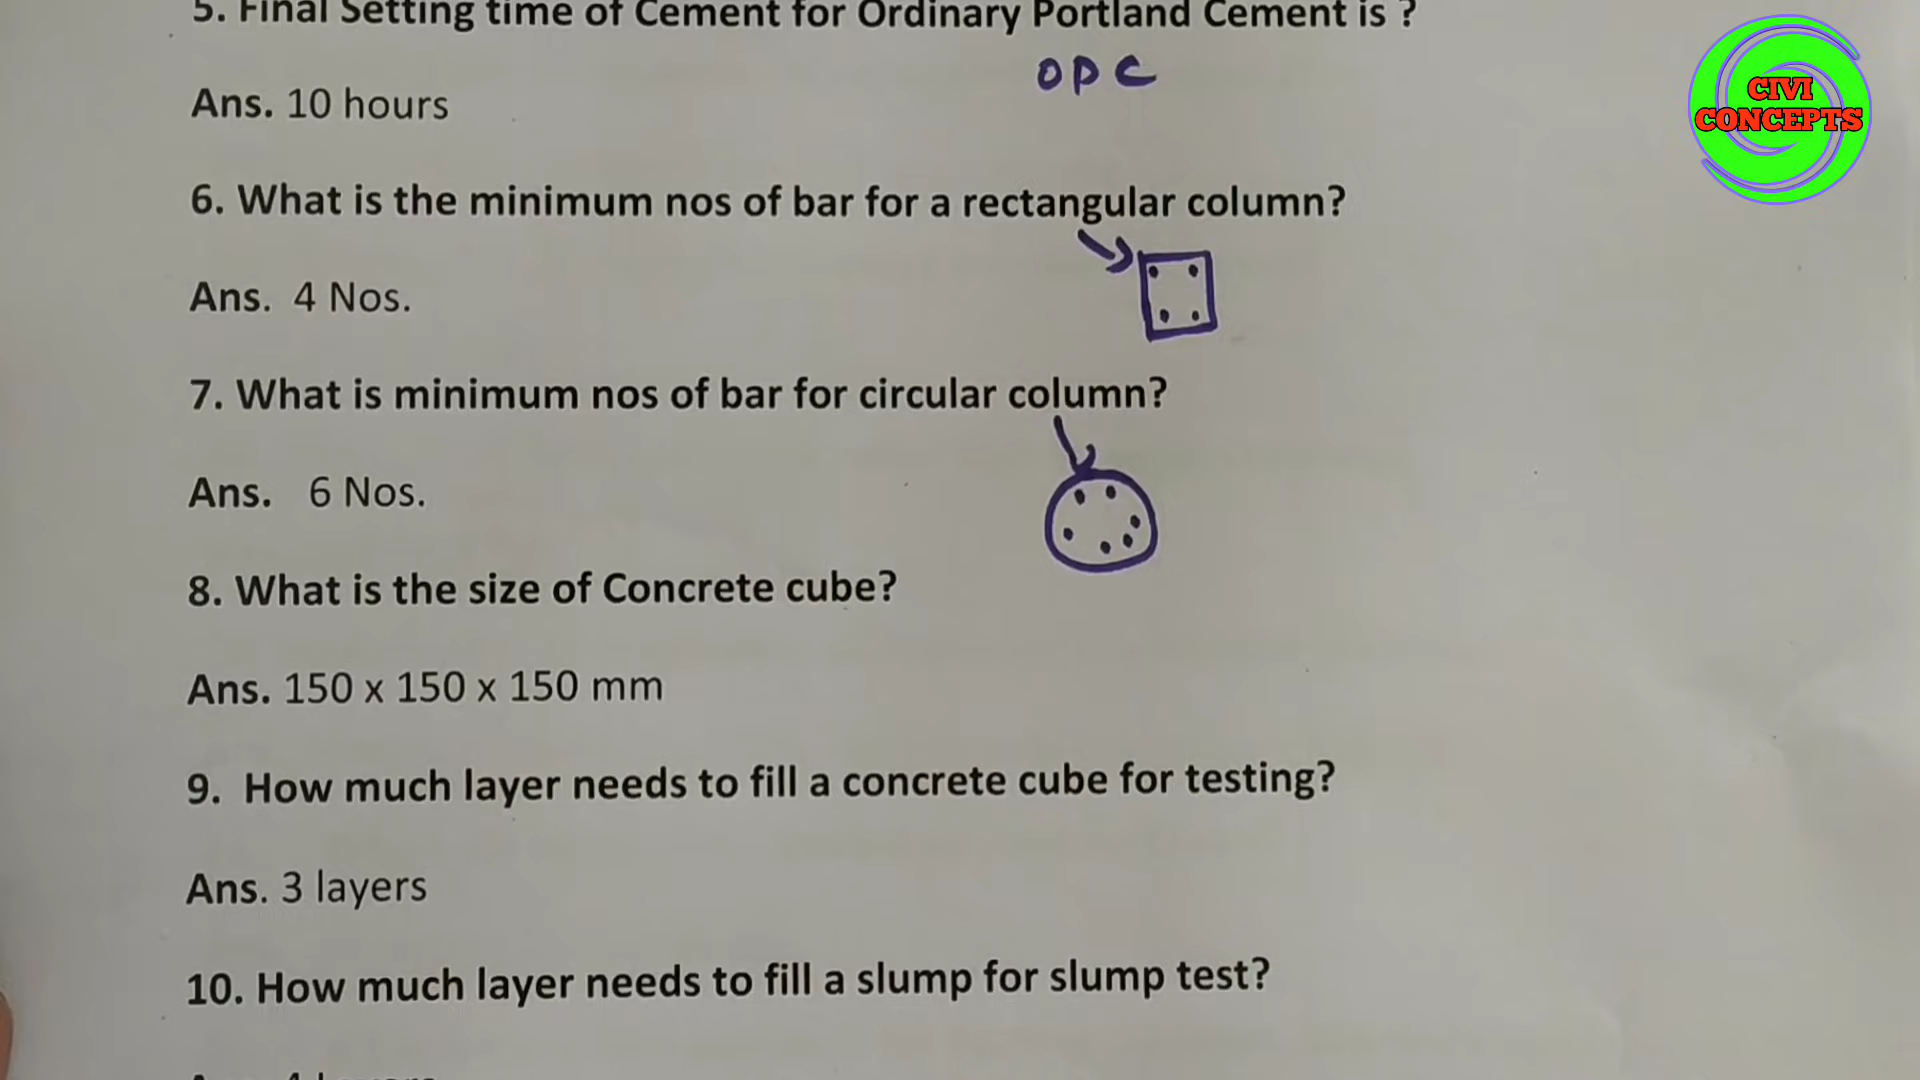 5. Final Setting time of Cement for Ordinary Portland Cement is ?
OPC
Ans. 10 hours
6. What is the minimum nos of bar for a rectangular column?
Ans. 4 Nos.
7. What is minimum nos of bar for circular column?
Ans. 6 Nos.
8. What is the size of Concrete cube?
Ans. 150 x 150 x 150 mm
9. How much layer needs to fill a concrete cube for testing?
Ans. 3 layers
10. How much layer needs to fill a slump for slump test?
CIVI
CONCEPTS